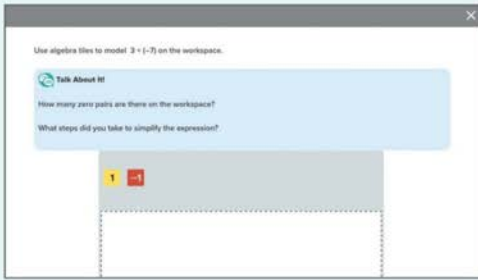 Use algebra tiles to model 3 + (−7) on the workspace.
Talk About It!
How many zero pairs are there on the workspace?
What steps did you take to simplify the expression?
1 −1